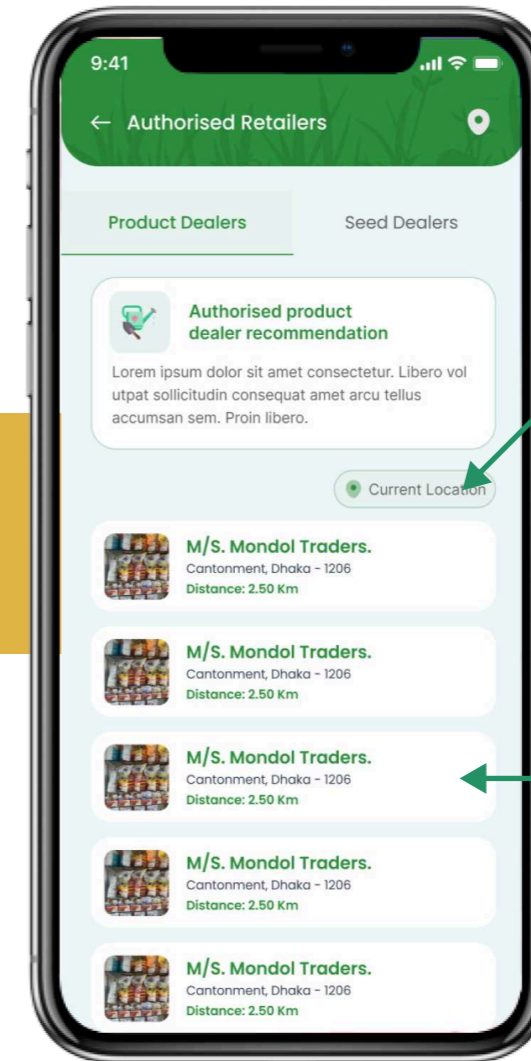 9:41
Authorised Retailers
Product Dealers
Seed Dealers
Authorised product
dealer recommendation
Lorem ipsum dolor sit amet consectetur. Libero vol
utpat sollicitudin consequat amet arcu tellus
accumsan sem. Proin libero.
Current Location
M/S. Mondol Traders.
Cantonment, Dhaka - 1206
Distance: 2.50 Km
M/S. Mondol Traders.
Cantonment, Dhaka - 1206
Distance: 2.50 Km
M/S. Mondol Traders.
Cantonment, Dhaka - 1206
Distance: 2.50 Km
M/S. Mondol Traders.
Cantonment, Dhaka - 1206
Distance: 2.50 Km
M/S. Mondol Traders.
Cantonment, Dhaka - 1206
Distance: 2.50 Km